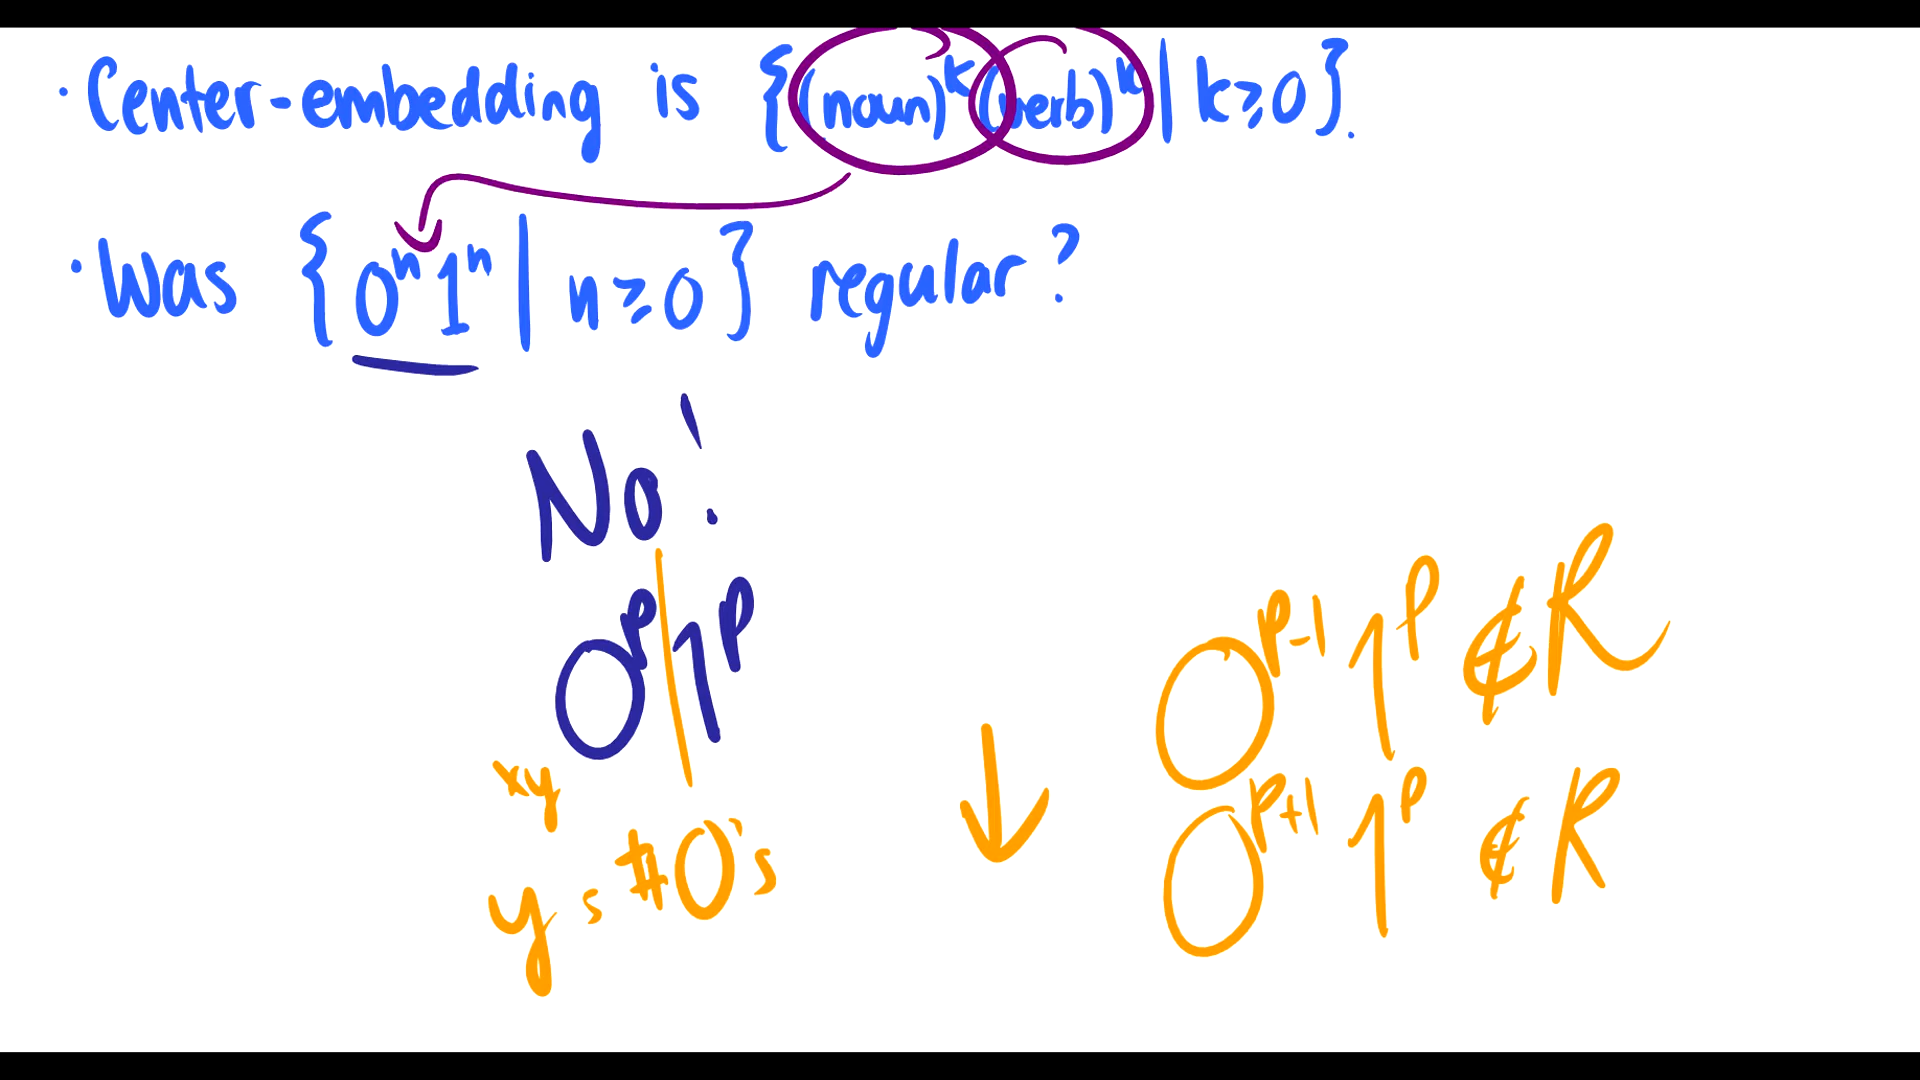 · Center-embedding is {(noun)^k (verb)^k | k ≥ 0}.
· Was {0^n 1^n | n ≥ 0} regular?
No!
0^p | 1^p
0^{p-1} 1^p ∉ R
xy
0^{p+1} 1^p ∉ R
y s #0's